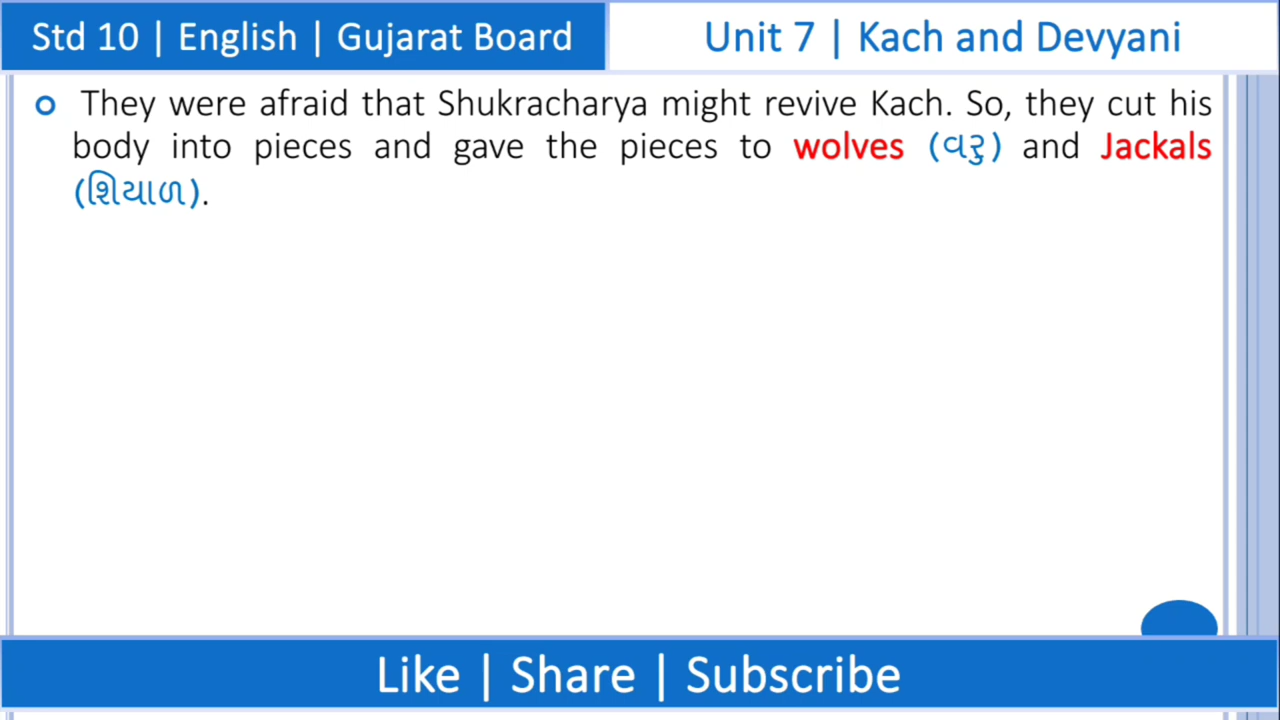 Std 10 | English | Gujarat Board
Unit 7 | Kach and Devyani
They were afraid that Shukracharya might revive Kach. So, they cut his
body into pieces and gave the pieces to wolves (વરુ) and Jackals
(શિયાળ).
Like | Share | Subscribe